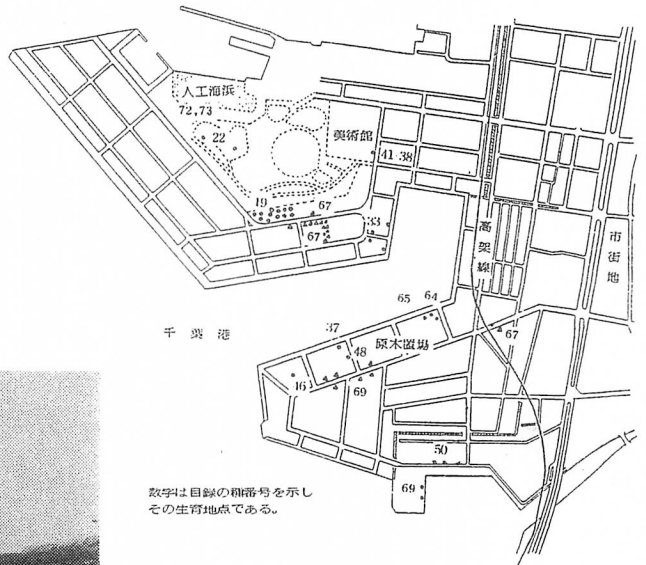 人工海浜
72,73
22
美術館
41·38
19
67
67
33
高架線
市街地
千葉港
65
64
37
48
原木置場
67
46
69
50
69
数字は目録の種番号を示し
その生育地点である。